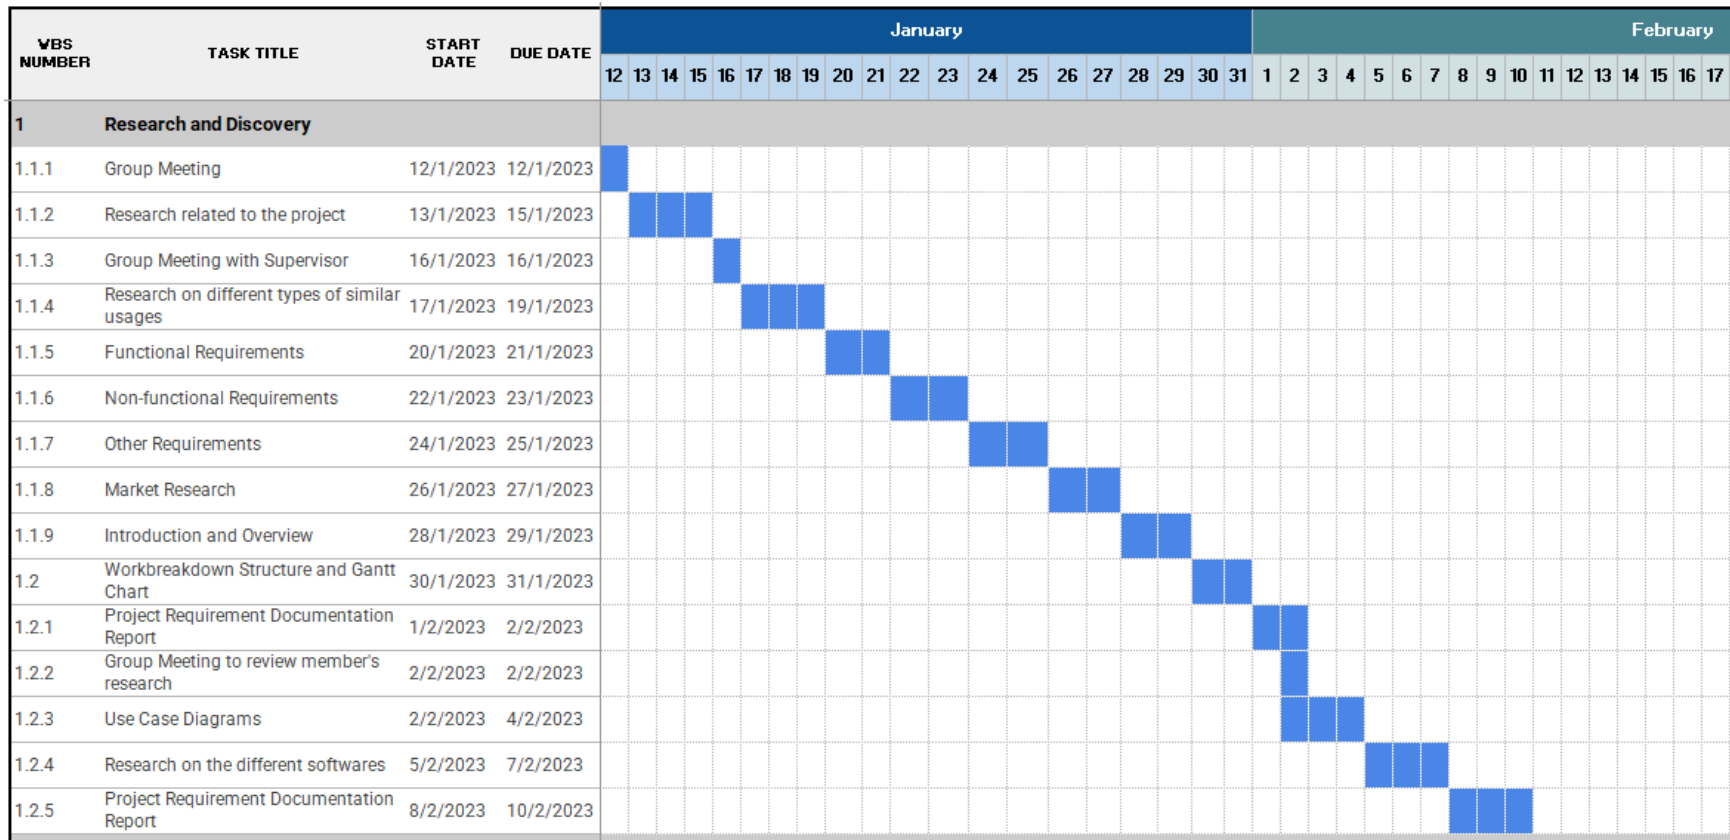 January February
WBS NUMBER TASK TITLE START DATE DUE DATE
12 13 14 15 16 17 18 19 20 21 22 23 24 25 26 27 28 29 30 31 1 2 3 4 5 6 7 8 9 10 11 12 13 14 15 16 17
1 Research and Discovery
1.1.1 Group Meeting 12/1/2023 12/1/2023
1.1.2 Research related to the project 13/1/2023 15/1/2023
1.1.3 Group Meeting with Supervisor 16/1/2023 16/1/2023
1.1.4 Research on different types of similar usages 17/1/2023 19/1/2023
1.1.5 Functional Requirements 20/1/2023 21/1/2023
1.1.6 Non-functional Requirements 22/1/2023 23/1/2023
1.1.7 Other Requirements 24/1/2023 25/1/2023
1.1.8 Market Research 26/1/2023 27/1/2023
1.1.9 Introduction and Overview 28/1/2023 29/1/2023
1.2 Workbreakdown Structure and Gantt Chart 30/1/2023 31/1/2023
1.2.1 Project Requirement Documentation Report 1/2/2023 2/2/2023
1.2.2 Group Meeting to review member's research 2/2/2023 2/2/2023
1.2.3 Use Case Diagrams 2/2/2023 4/2/2023
1.2.4 Research on the different softwares 5/2/2023 7/2/2023
1.2.5 Project Requirement Documentation Report 8/2/2023 10/2/2023